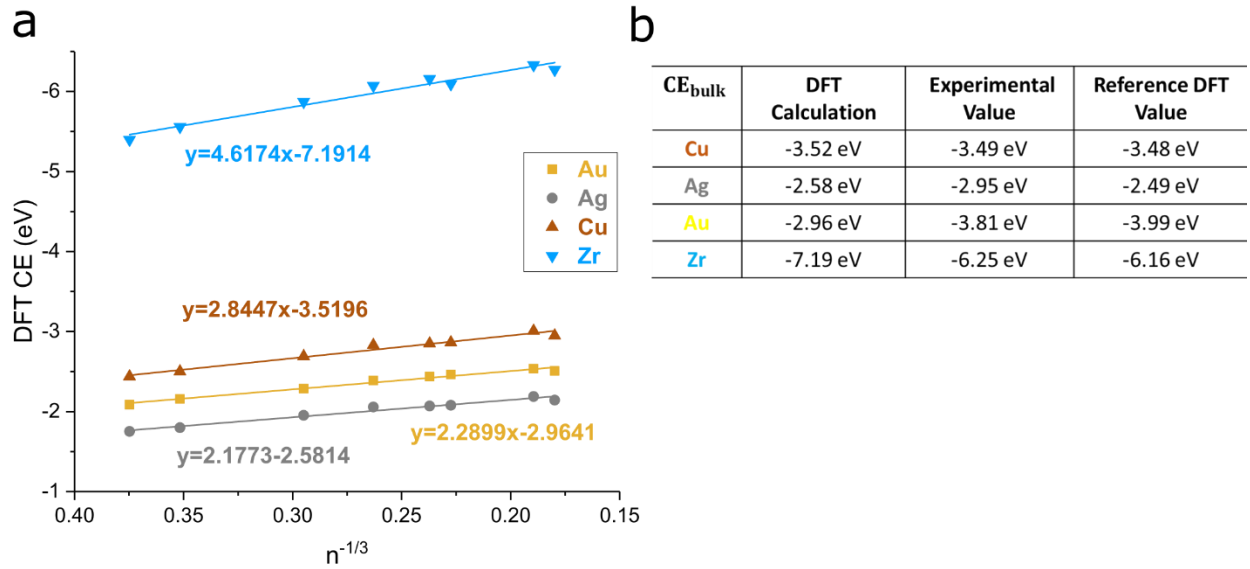 a
DFT CE (eV)
-6
-5
-4
-3
-2
-1
0.40 0.35 0.30 0.25 0.20 0.15
n-1/3
y=4.6174x-7.1914
Au
Ag
Cu
Zr
y=2.8447x-3.5196
y=2.2899x-2.9641
y=2.1773-2.5814
b
CEbulk DFT Calculation Experimental Value Reference DFT Value
Cu -3.52 eV -3.49 eV -3.48 eV
Ag -2.58 eV -2.95 eV -2.49 eV
Au -2.96 eV -3.81 eV -3.99 eV
Zr -7.19 eV -6.25 eV -6.16 eV